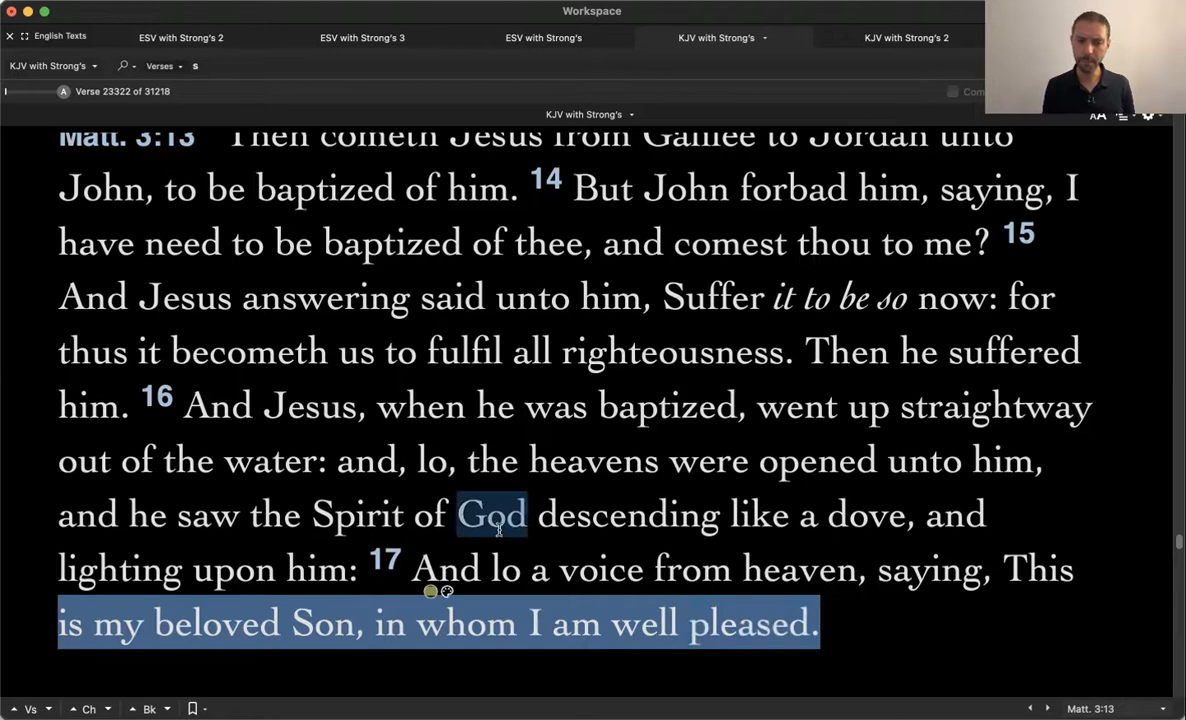 Workspace
English Texts
ESV with Strong's 2
ESV with Strong's 3
ESV with Strong's
KJV with Strong's
KJV with Strong's 2
KJV with Strong's
Verses
s
A
Verse 23322 of 31218
Com
KJV with Strong's
AA
Matt. 3:13 Then cometh Jesus from Galilee to Jordan unto
John, to be baptized of him. 14 But John forbad him, saying, I
have need to be baptized of thee, and comest thou to me? 15
And Jesus answering said unto him, Suffer it to be so now: for
thus it becometh us to fulfil all righteousness. Then he suffered
him. 16 And Jesus, when he was baptized, went up straightway
out of the water: and, lo, the heavens were opened unto him,
and he saw the Spirit of God descending like a dove, and
lighting upon him: 17 And lo a voice from heaven, saying, This
is my beloved Son, in whom I am well pleased.
Vs
Ch
Bk
Matt. 3:13